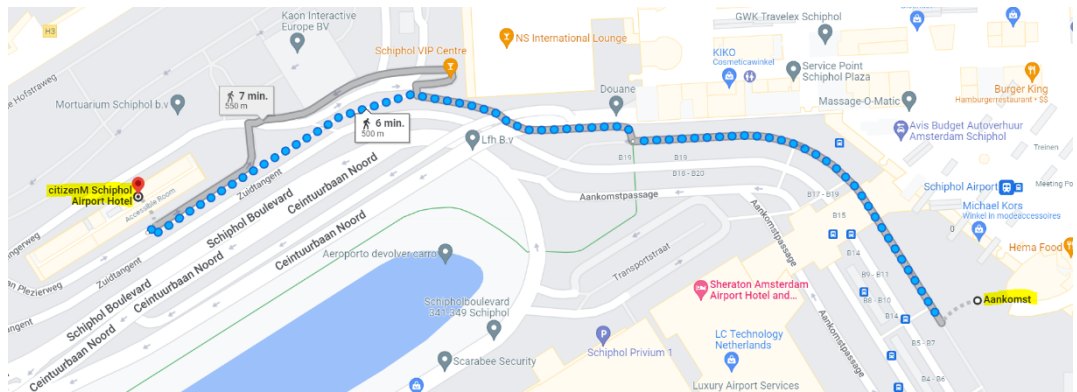 H3
Kaon Interactive
Europe BV
NS International Lounge
GWK Travelex Schiphol
KIKO
Cosmeticawinkel
Service Point
Schiphol Plaza
Burger King
Hamburgerrestaurant • $$
Schiphol VIP Centre
e Hofstraweg
Mortuarium Schiphol b.v
7 min.
550 m
6 min.
500 m
Douane
Massage-O-Matic
Avis Budget Autoverhuur
Amsterdam Schiphol
Treinen
Lfh B.v
B19
B19
B18 - B20
Meeting Po
citizenM Schiphol
Airport Hotel
Accessible Room
Zuidtangent
Schiphol Boulevard
Ceintuurbaan Noord
Aankomstpassage
B17 - B19
Schiphol Airport
Michael Kors
Winkel in modeaccessoires
0
B15
B14
Aankomstpassage
Ceintuurbaan Noord
Aeroporto devolver carro
Transportstraat
Hema Food
an Plezierweg
Zuidtangent
B9 - B11
B8 - B10
Sheraton Amsterdam
Airport Hotel and...
Aankomst
Schiphol Boulevard
Ceintuurbaan Noord
Ceintuurbaan Noord
Schipholboulevard
341-349 Schiphol
LC Technology
Netherlands
Aankomstpassage
B5 - B7
Schiphol Privium 1
Scarabee Security
Luxury Airport Services
B4 - B6